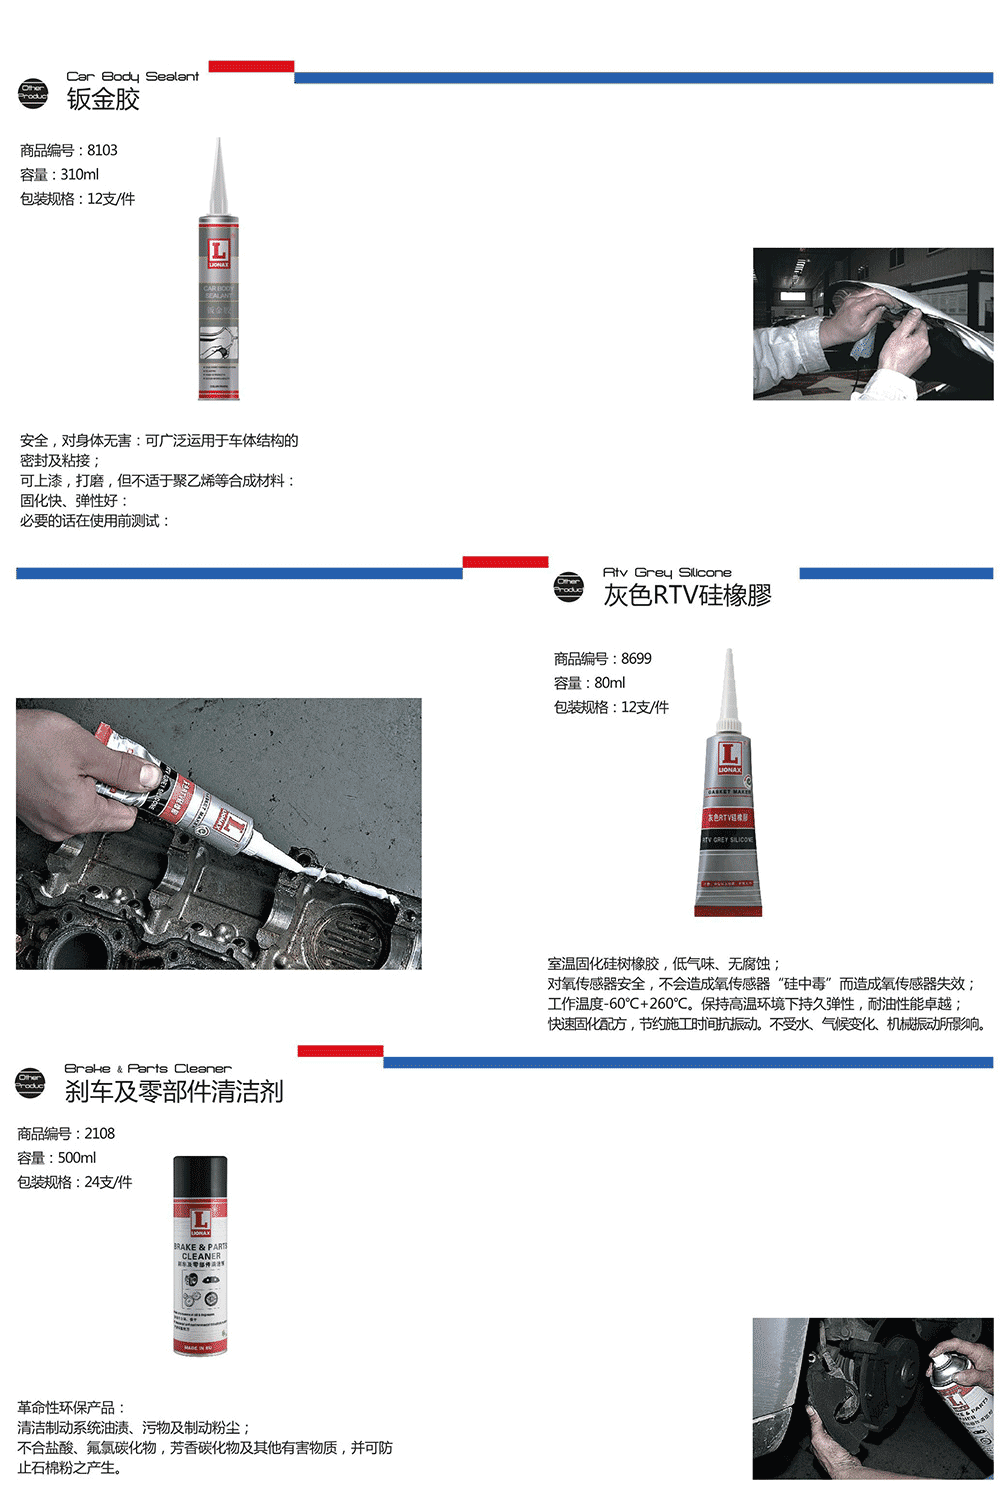 Car Body Sealant
Other
Product
钣金胶
商品编号：8103
容量：310ml
包装规格：12支/件
L
LIONAX
CAR BODY
SEALANT
钣金胶
安全，对身体无害：可广泛运用于车体结构的
密封及粘接；
可上漆，打磨，但不适于聚乙烯等合成材料：
固化快、弹性好：
必要的话在使用前测试：
Rtv Grey Silicone
Other
Product
灰色RTV硅橡膠
商品编号：8699
容量：80ml
包装规格：12支/件
L
LIONAX
GASKET MAKER
灰色RTV硅橡膠
RTV GREY SILICONE
室温固化硅树橡胶，低气味、无腐蚀；
对氧传感器安全，不会造成氧传感器“硅中毒”而造成氧传感器失效；
工作温度-60℃+260℃。保持高温环境下持久弹性，耐油性能卓越；
快速固化配方，节约施工时间抗振动。不受水、气候变化、机械振动所影响。
Brake & Parts Cleaner
Other
Product
刹车及零部件清洁剂
商品编号：2108
容量：500ml
包装规格：24支/件
L
LIONAX
BRAKE & PARTS
CLEANER
刹车及零部件清洁剂
MADE IN EU
革命性环保产品：
清洁制动系统油渍、污物及制动粉尘；
不含盐酸、氟氯碳化物，芳香碳化物及其他有害物质，并可防
止石棉粉之产生。